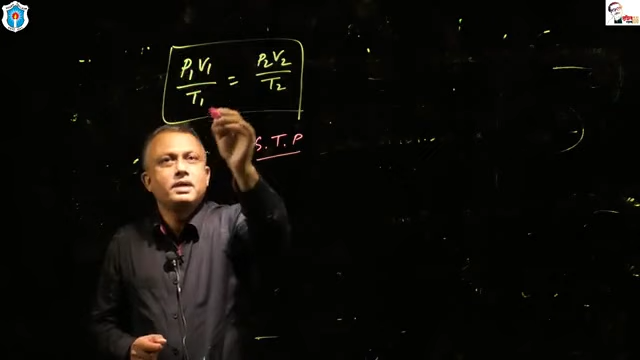 P₁V₁/T₁ = P₂V₂/T₂
S.T.P